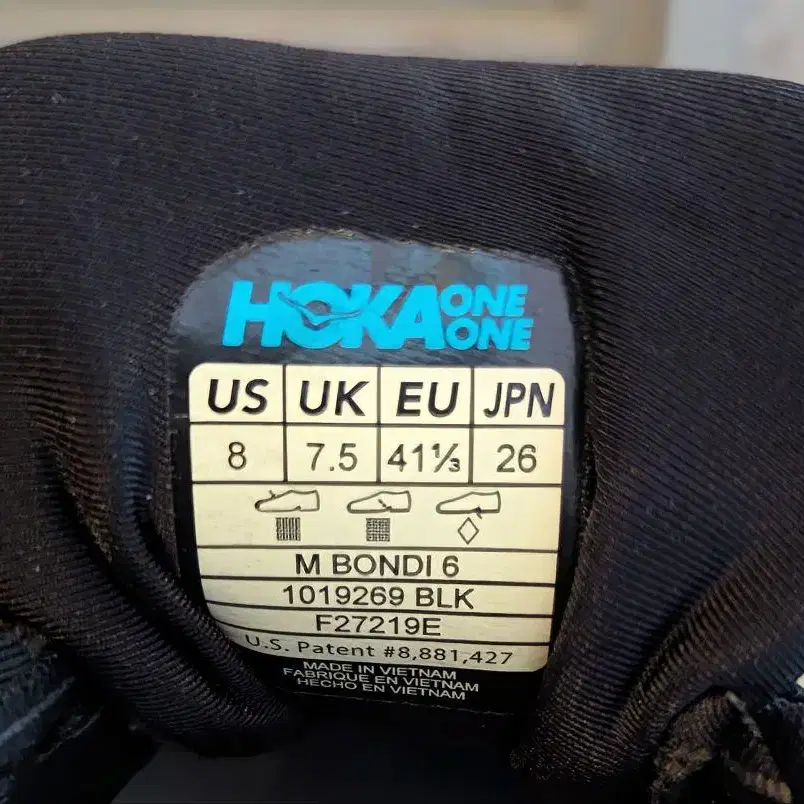 HOKA ONE ONE
US UK EU JPN
8 7.5 41⅓ 26
M BONDI 6
1019269 BLK
F27219E
U.S. Patent #8,881,427
MADE IN VIETNAM
FABRIQUE EN VIETNAM
HECHO EN VIETNAM